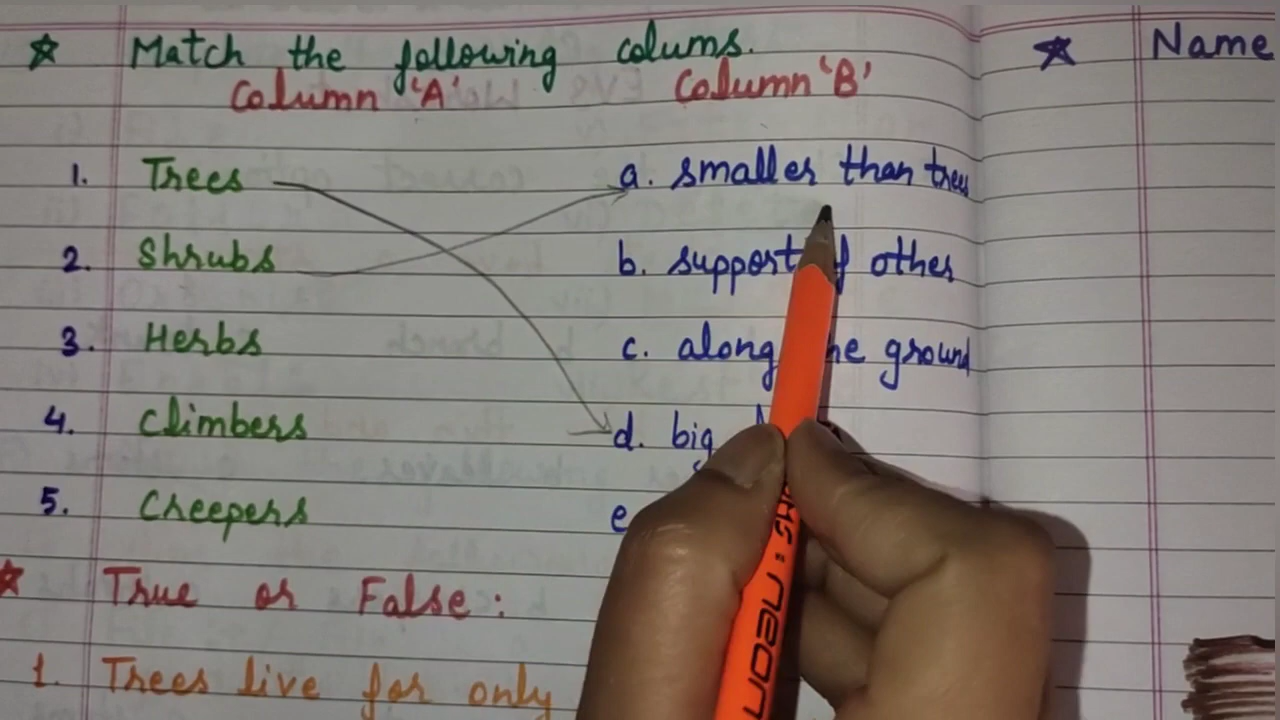 ☆ Match the following colums.
Column 'A' Column 'B'
1. Trees a. smaller than trees
2. Shrubs b. support of other
3. Herbs c. along the ground
4. Climbers d. big
5. Creepers e
☆ True or False :
1. Trees live for only
☆ Name
neon